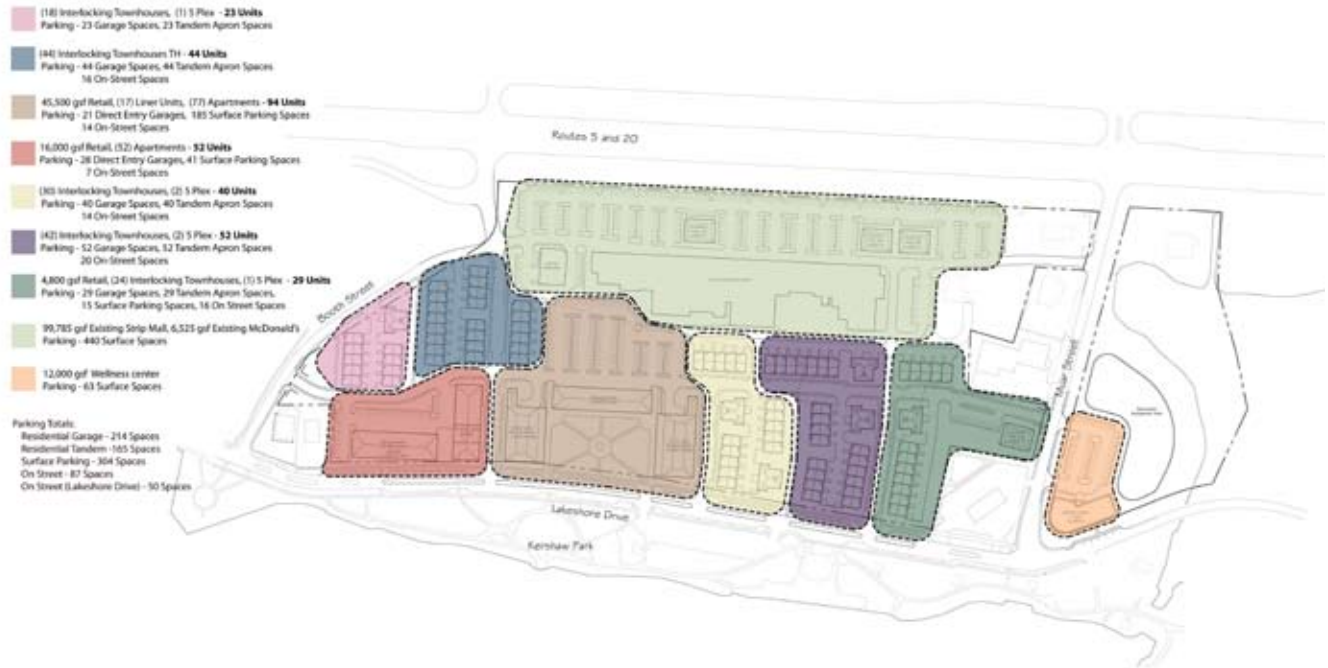 (18) Interlocking Townhouses, (1) 5 Plex - 23 Units
Parking - 23 Garage Spaces, 23 Tandem Apron Spaces
(44) Interlocking Townhouses TH - 44 Units
Parking - 44 Garage Spaces, 44 Tandem Apron Spaces
16 On-Street Spaces
45,500 gsf Retail, (17) Liner Units, (77) Apartments - 94 Units
Parking - 21 Direct Entry Garages, 185 Surface Parking Spaces
14 On-Street Spaces
16,000 gsf Retail, (52) Apartments - 52 Units
Parking - 28 Direct Entry Garages, 41 Surface Parking Spaces
7 On-Street Spaces
(30) Interlocking Townhouses, (2) 5 Plex - 40 Units
Parking - 40 Garage Spaces, 40 Tandem Apron Spaces
14 On-Street Spaces
(42) Interlocking Townhouses, (2) 5 Plex - 52 Units
Parking - 52 Garage Spaces, 52 Tandem Apron Spaces
20 On-Street Spaces
4,800 gsf Retail, (24) Interlocking Townhouses, (1) 5 Plex - 29 Units
Parking - 29 Garage Spaces, 29 Tandem Apron Spaces,
15 Surface Parking Spaces, 16 On Street Spaces
99,785 gsf Existing Strip Mall, 6,525 gsf Existing McDonald's
Parking - 440 Surface Spaces
12,000 gsf Wellness center
Parking - 63 Surface Spaces
Parking Totals:
Residential Garage - 214 Spaces
Residential Tandem -165 Spaces
Surface Parking - 304 Spaces
On Street - 87 Spaces
On Street (Lakeshore Drive) - 50 Spaces
Routes 5 and 20
Booth Street
Muir Street
Lakeshore Drive
Kershaw Park